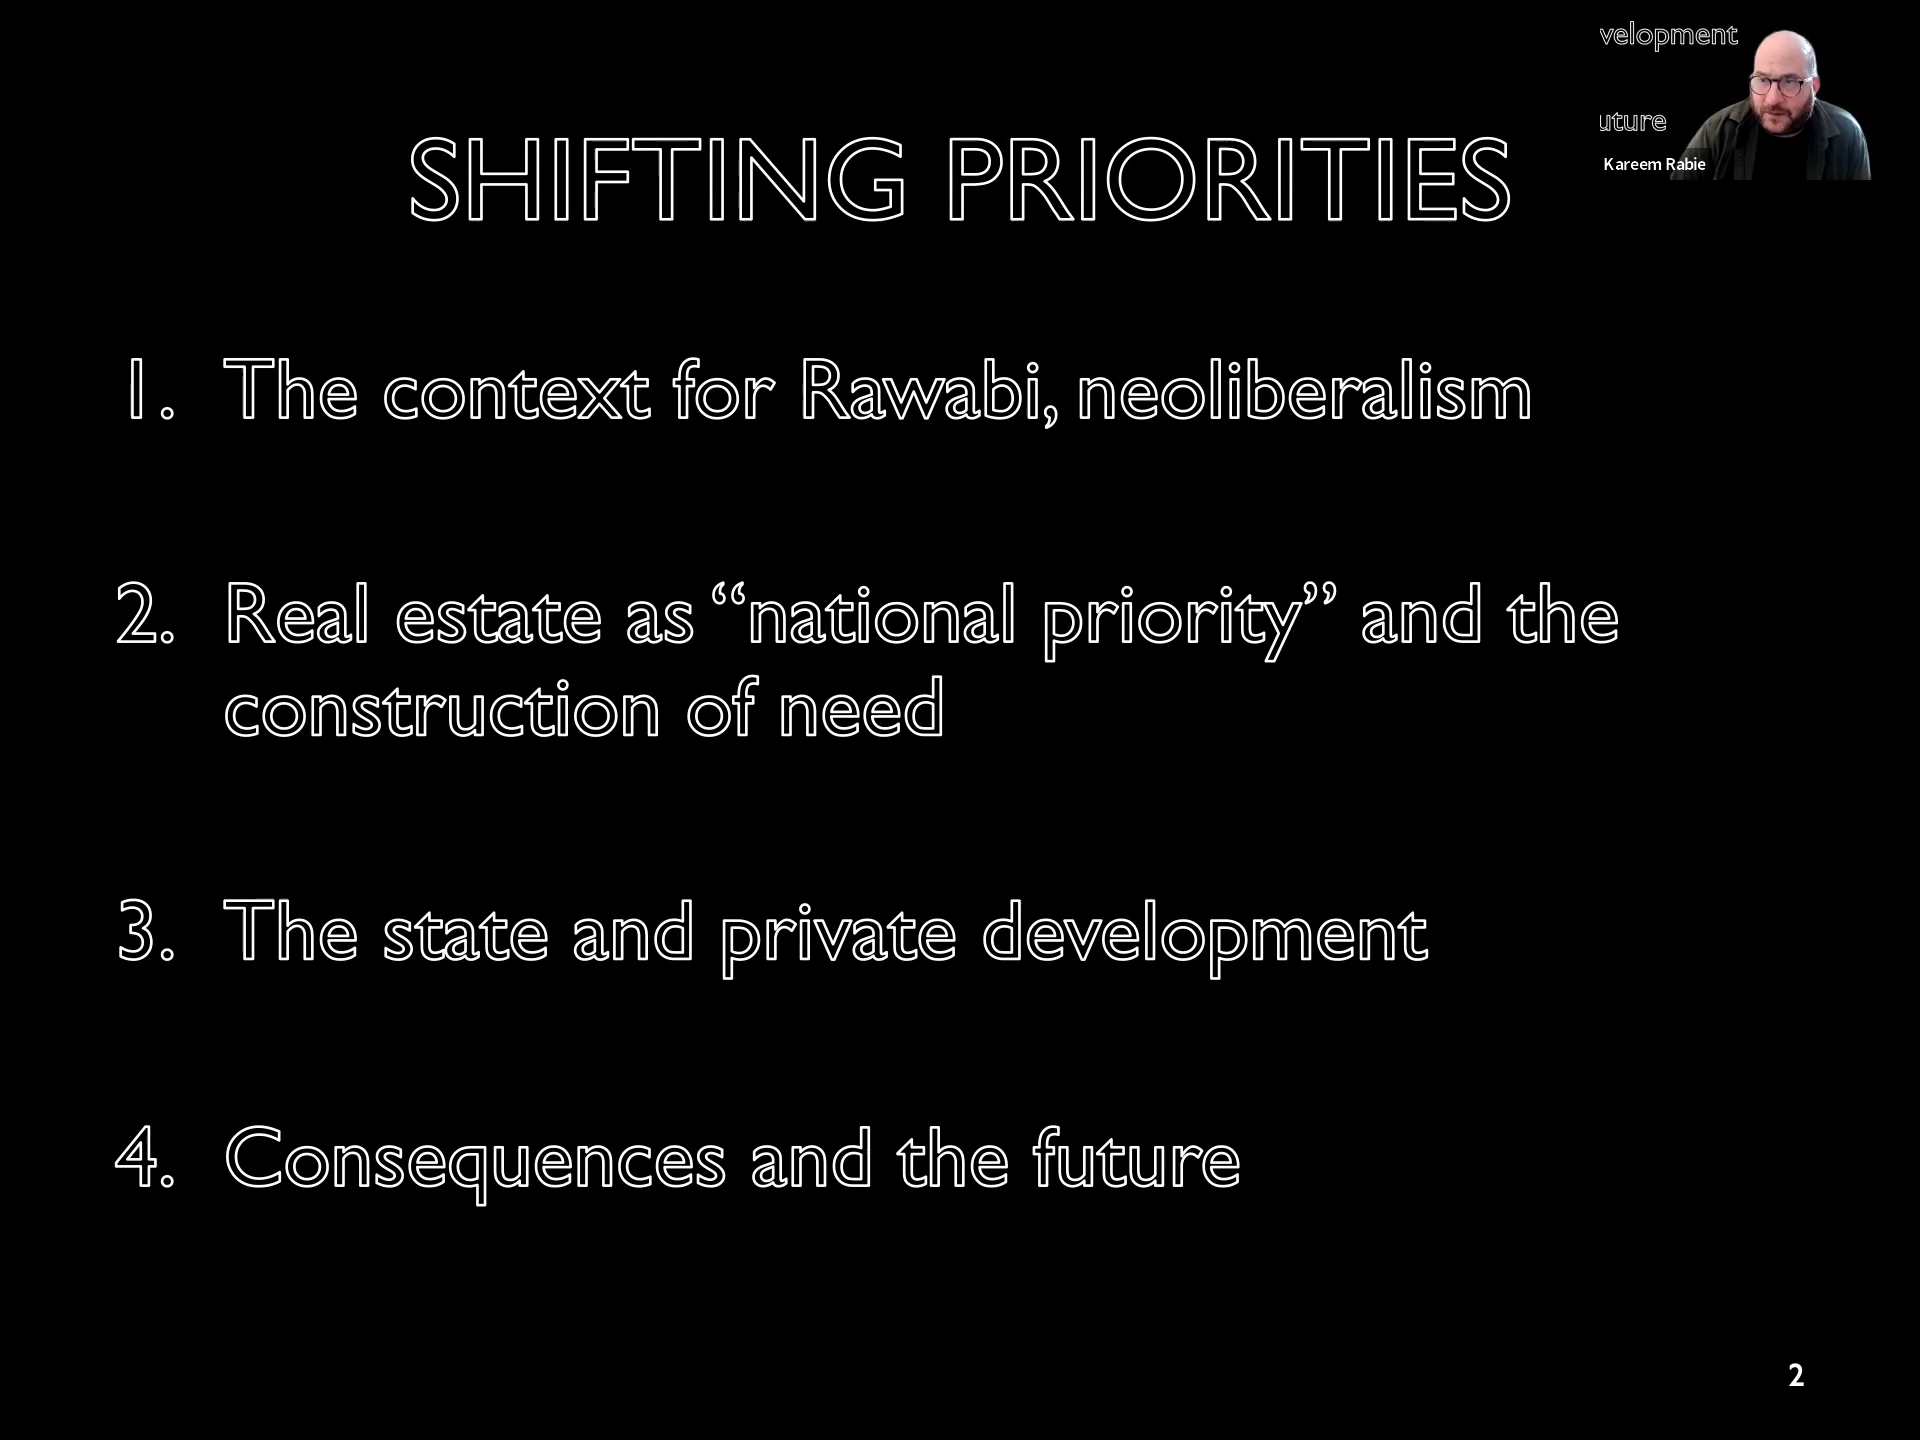 velopment
uture
Kareem Rabie
SHIFTING PRIORITIES
1. The context for Rawabi, neoliberalism
2. Real estate as “national priority” and the
construction of need
3. The state and private development
4. Consequences and the future
2